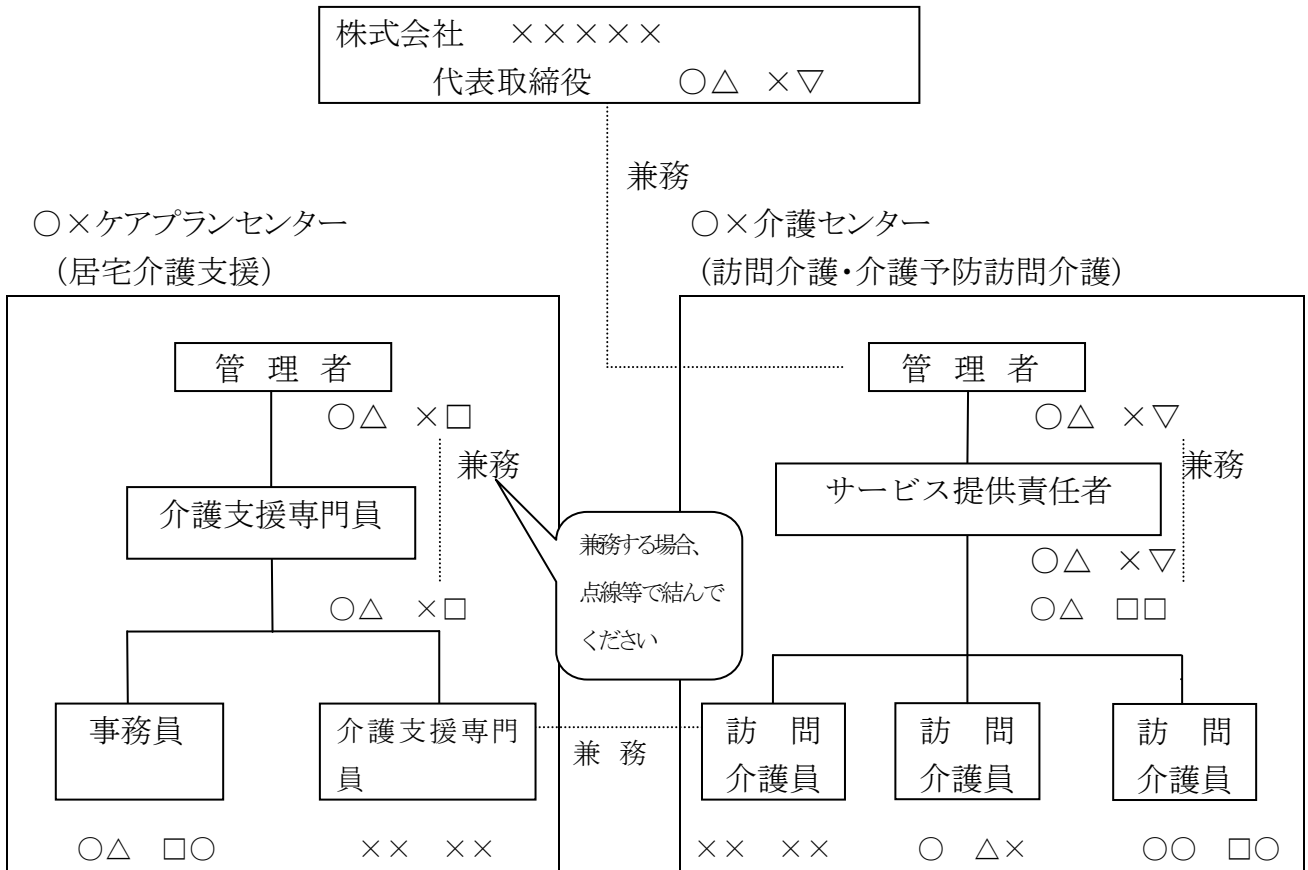 株式会社　×××××
代表取締役　○△ ×▽
兼務
○×ケアプランセンター
(居宅介護支援)
管 理 者
○△ ×□
兼務
介護支援専門員
○△ ×□
兼務する場合、
点線等で結んで
ください
事務員
○△ □○
介護支援専門
員
×× ××
兼 務
○×介護センター
(訪問介護・介護予防訪問介護)
管 理 者
○△ ×▽
兼務
サービス提供責任者
○△ ×▽
○△ □□
訪 問
介護員
×× ××
訪 問
介護員
○ △×
訪 問
介護員
○○ □○